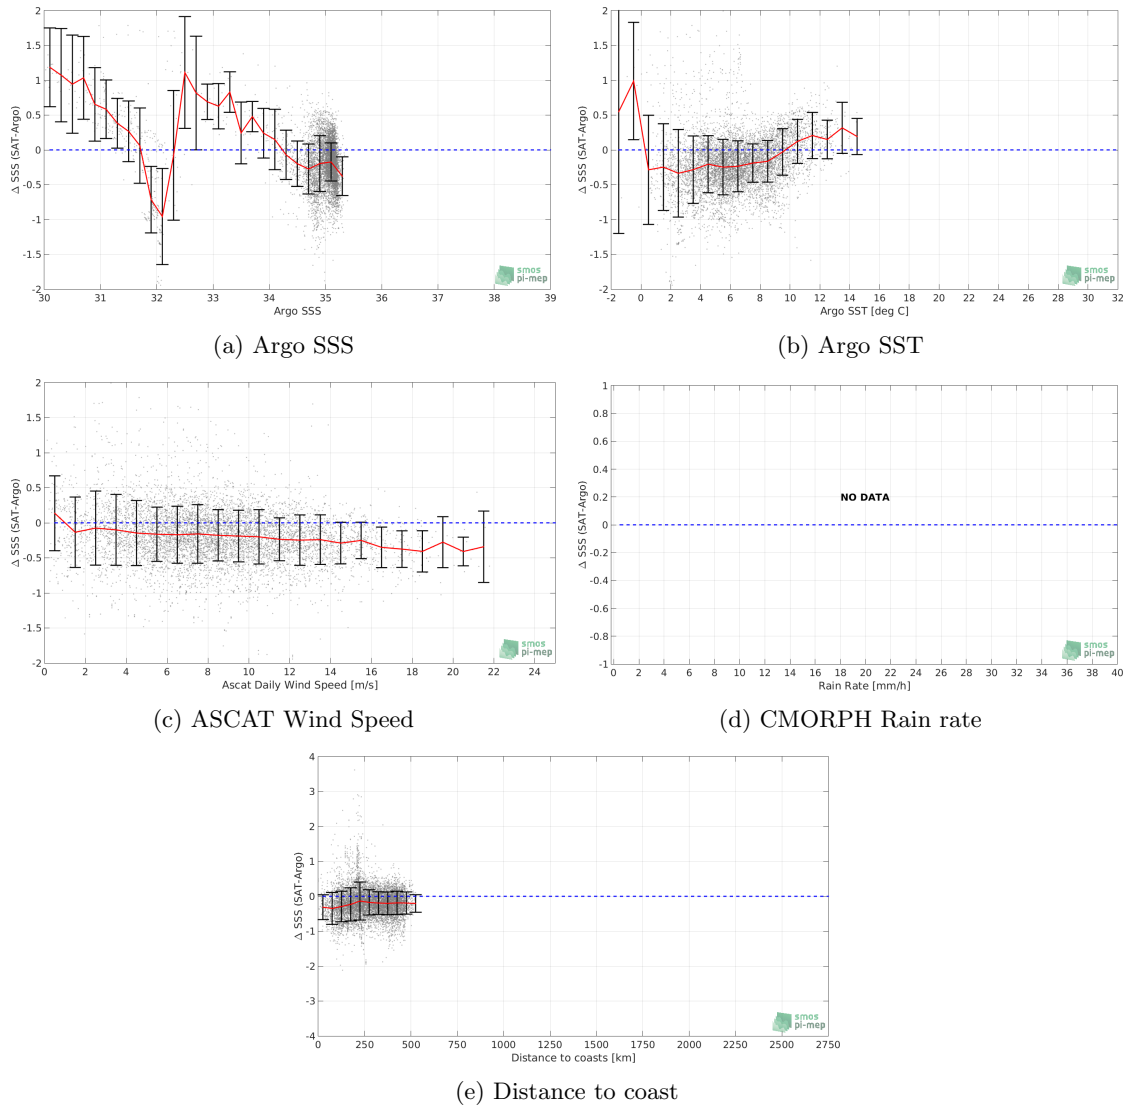 2
1.5
1
0.5
0
-0.5
-1
-1.5
-2
Δ SSS (SAT-Argo)
30 31 32 33 34 35 36 37 38 39
Argo SSS
smos
pi-mep
(a) Argo SSS
2
1.5
1
0.5
0
-0.5
-1
-1.5
-2
Δ SSS (SAT-Argo)
-2 0 2 4 6 8 10 12 14 16 18 20 22 24 26 28 30 32
Argo SST [deg C]
smos
pi-mep
(b) Argo SST
2
1.5
1
0.5
0
-0.5
-1
-1.5
-2
Δ SSS (SAT-Argo)
0 2 4 6 8 10 12 14 16 18 20 22 24
Ascat Daily Wind Speed [m/s]
smos
pi-mep
(c) ASCAT Wind Speed
1
0.8
0.6
0.4
0.2
0
-0.2
-0.4
-0.6
-0.8
-1
Δ SSS (SAT-Argo)
NO DATA
0 2 4 6 8 10 12 14 16 18 20 22 24 26 28 30 32 34 36 38 40
Rain Rate [mm/h]
smos
pi-mep
(d) CMORPH Rain rate
4
3
2
1
0
-1
-2
-3
-4
Δ SSS (SAT-Argo)
0 250 500 750 1000 1250 1500 1750 2000 2250 2500 2750
Distance to coasts [km]
smos
pi-mep
(e) Distance to coast